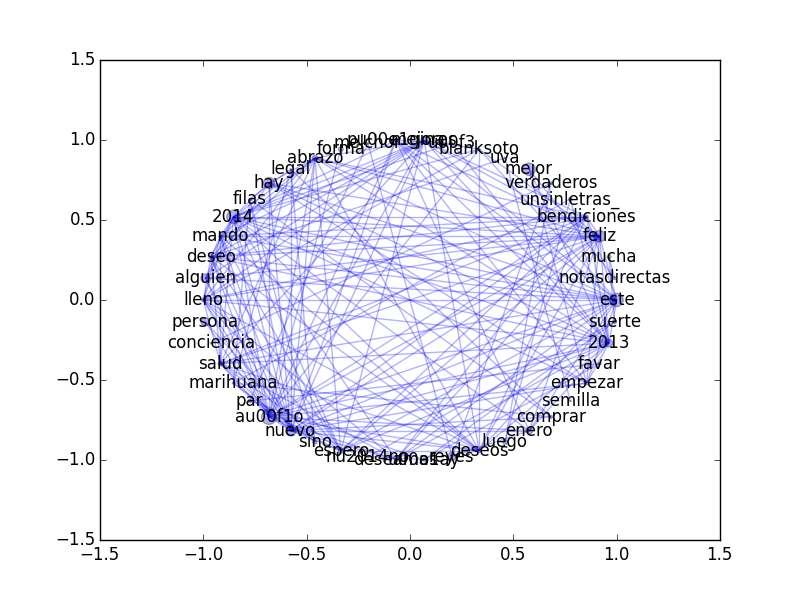 1.5
1.0
0.5
0.0
−0.5
−1.0
−1.5
−1.5
−1.0
−0.5
0.0
0.5
1.0
1.5
mejores
forma
blanksoto
abrazo
uva
legal
mejor
hay
verdaderos
filas
unsinletras_
2014
bendiciones
mando
feliz
deseo
mucha
alguien
notasdirectas
lleno
este
persona
suerte
conciencia
2013
salud
favar
marihuana
empezar
par
semilla
au00f1o
comprar
nuevo
enero
sino
luego
espero
deseos
reyes